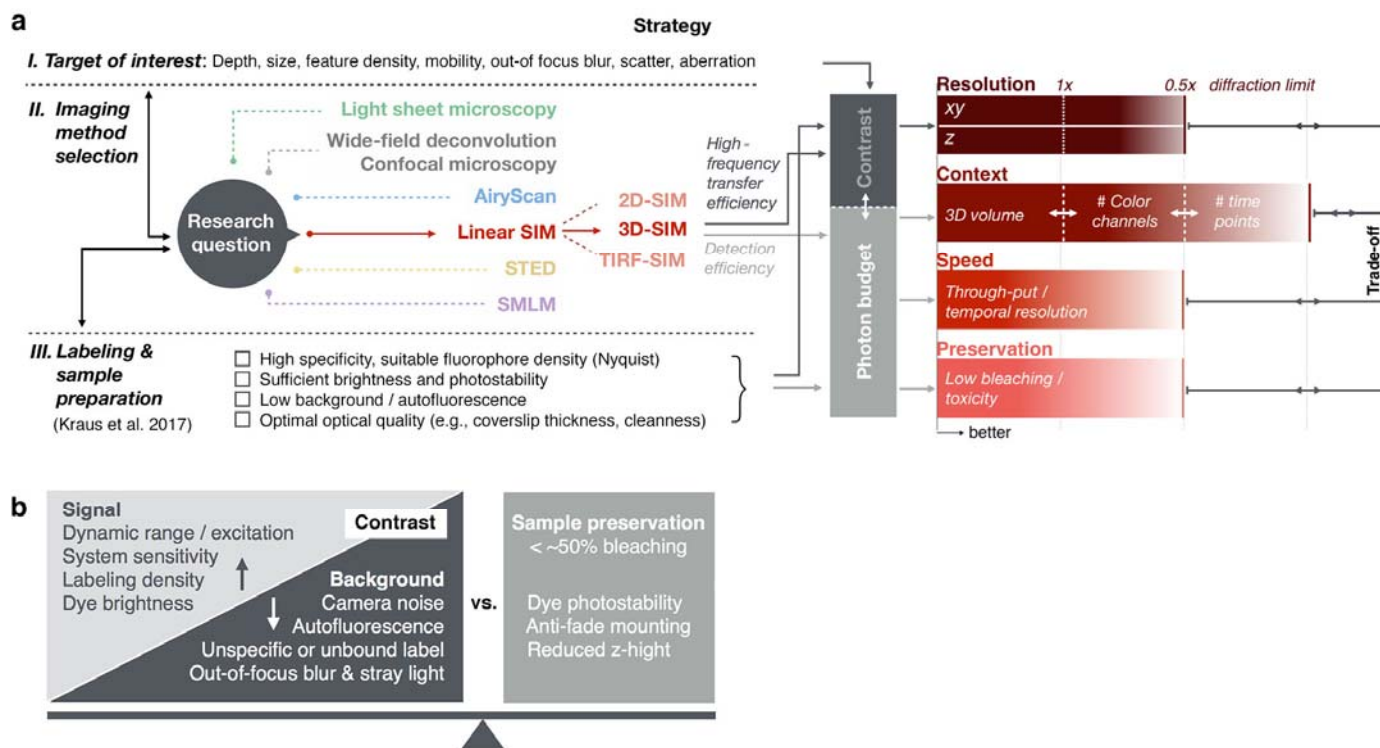 a
Strategy
I. Target of interest: Depth, size, feature density, mobility, out-of focus blur, scatter, aberration
II. Imaging
method
selection
Light sheet microscopy
Wide-field deconvolution
Confocal microscopy
AiryScan
Research
question
Linear SIM
2D-SIM
3D-SIM
TIRF-SIM
STED
SMLM
High-
frequency
transfer
efficiency
Detection
efficiency
III. Labeling &
sample
preparation
(Kraus et al. 2017)
High specificity, suitable fluorophore density (Nyquist)
Sufficient brightness and photostability
Low background / autofluorescence
Optimal optical quality (e.g., coverslip thickness, cleanness)
Contrast
Photon budget
Resolution 1x 0.5x diffraction limit
xy
z
Context
3D volume
# Color
channels
# time
points
Speed
Through-put /
temporal resolution
Preservation
Low bleaching /
toxicity
better
Trade-off
b
Signal
Dynamic range / excitation
System sensitivity
Labeling density
Dye brightness
Contrast
Background
Camera noise
Autofluorescence
Unspecific or unbound label
Out-of-focus blur & stray light
vs.
Sample preservation
< ~50% bleaching
Dye photostability
Anti-fade mounting
Reduced z-hight